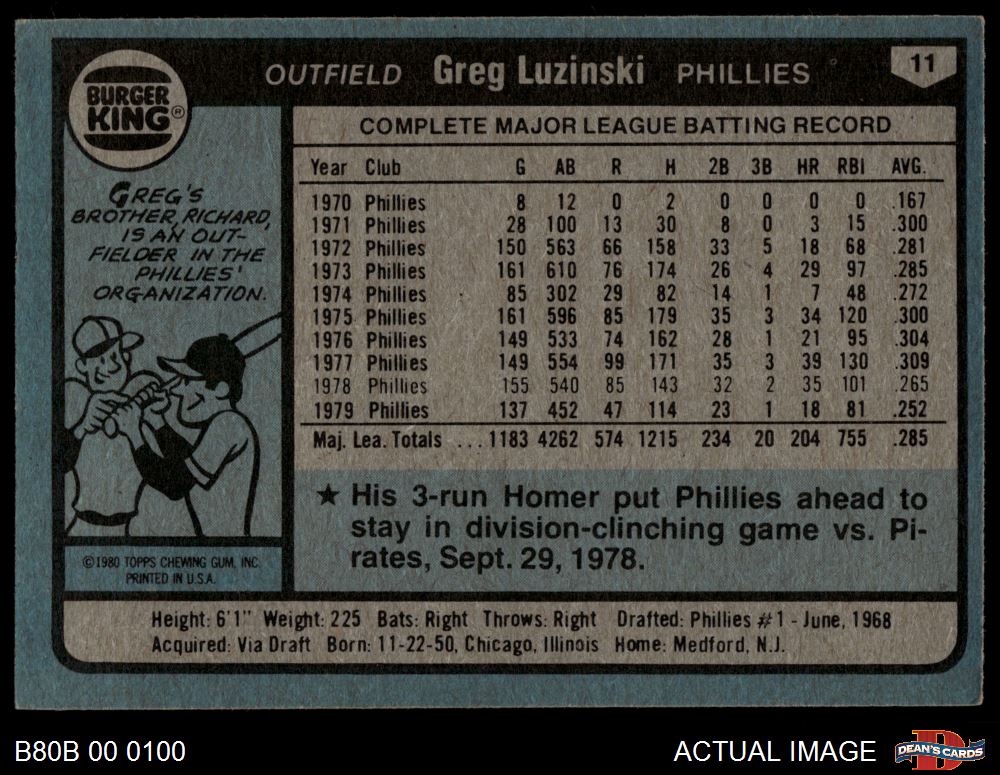 OUTFIELD Greg Luzinski PHILLIES 11
BURGER
KING®
COMPLETE MAJOR LEAGUE BATTING RECORD
Year Club G AB R H 2B 3B HR RBI AVG.
1970 Phillies 8 12 0 2 0 0 0 0 .167
1971 Phillies 28 100 13 30 8 0 3 15 .300
1972 Phillies 150 563 66 158 33 5 18 68 .281
1973 Phillies 161 610 76 174 26 4 29 97 .285
1974 Phillies 85 302 29 82 14 1 7 48 .272
1975 Phillies 161 596 85 179 35 3 34 120 .300
1976 Phillies 149 533 74 162 28 1 21 95 .304
1977 Phillies 149 554 99 171 35 3 39 130 .309
1978 Phillies 155 540 85 143 32 2 35 101 .265
1979 Phillies 137 452 47 114 23 1 18 81 .252
Maj. Lea. Totals ...1183 4262 574 1215 234 20 204 755 .285
GREG'S
BROTHER, RICHARD,
IS AN OUT-
FIELDER IN THE
PHILLIES'
ORGANIZATION.
★ His 3-run Homer put Phillies ahead to
stay in division-clinching game vs. Pi-
rates, Sept. 29, 1978.
©1980 TOPPS CHEWING GUM, INC.
PRINTED IN U.S.A.
Height: 6'1" Weight: 225 Bats: Right Throws: Right Drafted: Phillies #1 - June, 1968
Acquired: Via Draft Born: 11-22-50, Chicago, Illinois Home: Medford, N.J.
B80B 00 0100
ACTUAL IMAGE
D
DEAN'S CARDS